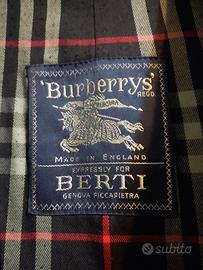 'Burberrys'
REGD.
MADE IN ENGLAND
EXPRESSLY FOR
BERTI
GENOVA PICCAPIETRA
subito